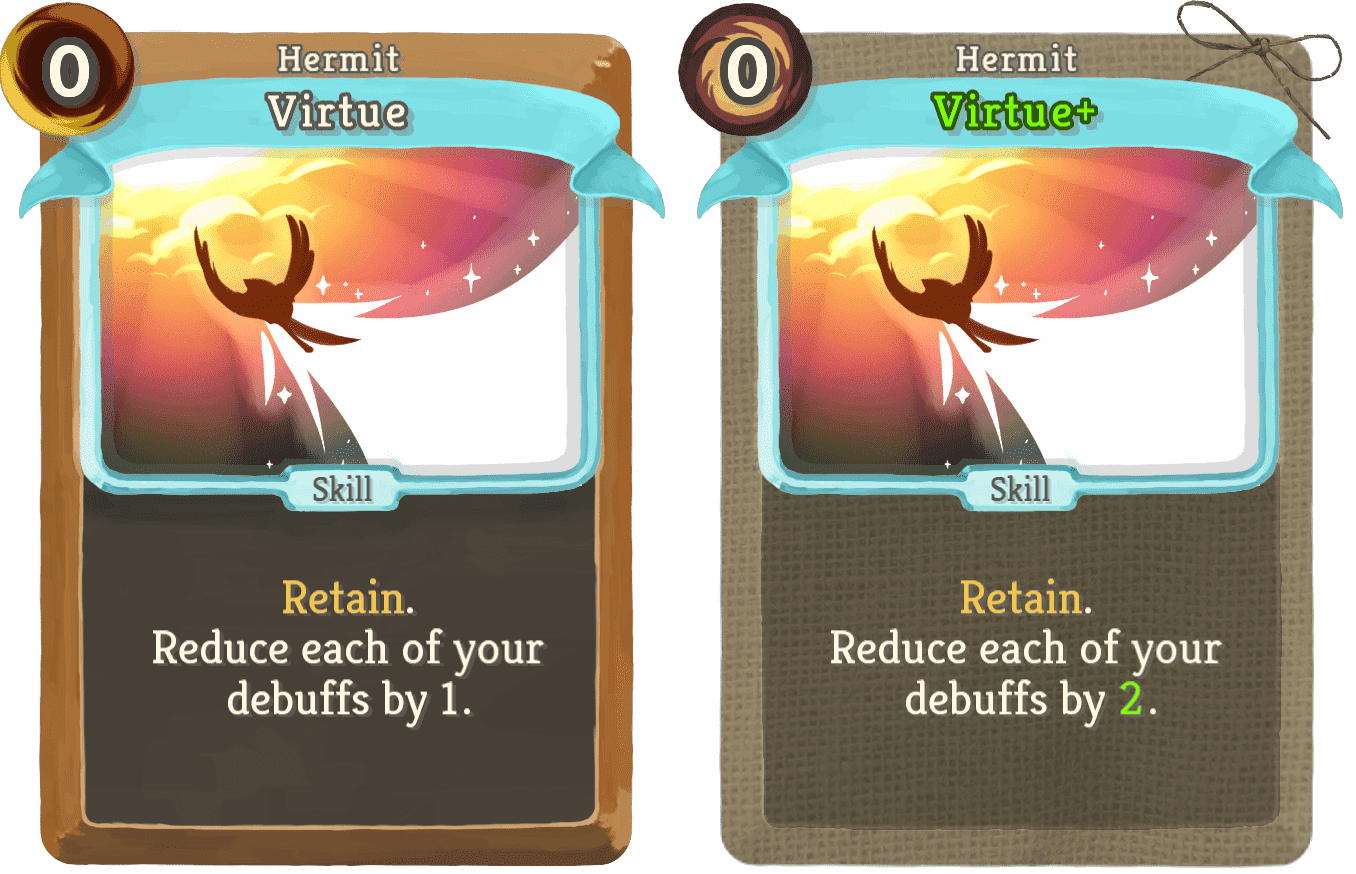 0
Hermit
Virtue
Skill
Retain.
Reduce each of your
debuffs by 1.
0
Hermit
Virtue+
Skill
Retain.
Reduce each of your
debuffs by 2.